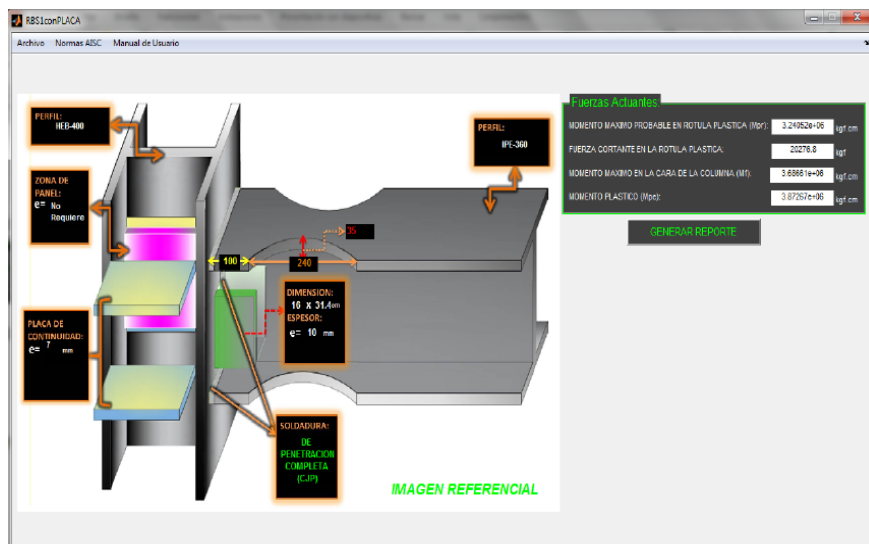 RBS1conPLACA
Archivo Normas AISC Manual de Usuario
PERFIL:
HEB-400
ZONA DE
PANEL:
e= No
Requiere
PLACA DE
CONTINUIDAD:
e= 7 mm
100
240
35
DIMENSION:
16 x 31.4cm
ESPESOR:
e= 10 mm
SOLDADURA:
DE
PENETRACION
COMPLETA
(CJP)
PERFIL:
IPE-360
IMAGEN REFERENCIAL
Fuerzas Actuantes
MOMENTO MAXIMO PROBABLE EN ROTULA PLASTICA (Mpr): 3.24052e+06 kgf.cm
FUERZA CORTANTE EN LA ROTULA PLASTICA: 20276.8 kgf
MOMENTO MAXIMO EN LA CARA DE LA COLUMNA (Mf): 3.68661e+06 kgf.cm
MOMENTO PLASTICO (Mpe): 3.87267e+06 kgf.cm
GENERAR REPORTE